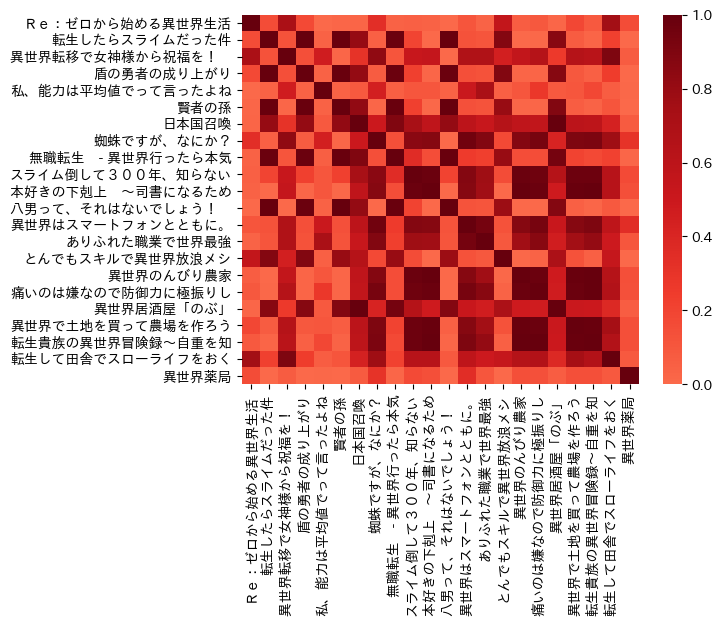 Ｒｅ：ゼロから始める異世界生活
転生したらスライムだった件
異世界転移で女神様から祝福を！
盾の勇者の成り上がり
私、能力は平均値でって言ったよね
賢者の孫
日本国召喚
蜘蛛ですが、なにか？
無職転生　- 異世界行ったら本気
スライム倒して３００年、知らない
本好きの下剋上　～司書になるため
八男って、それはないでしょう！
異世界はスマートフォンとともに。
ありふれた職業で世界最強
とんでもスキルで異世界放浪メシ
異世界のんびり農家
痛いのは嫌なので防御力に極振りし
異世界居酒屋「のぶ」
異世界で土地を買って農場を作ろう
転生貴族の異世界冒険録～自重を知
転生して田舎でスローライフをおく
異世界薬局
1.0
0.8
0.6
0.4
0.2
0.0
Ｒｅ：ゼロから始める異世界生活
転生したらスライムだった件
異世界転移で女神様から祝福を！
盾の勇者の成り上がり
私、能力は平均値でって言ったよね
賢者の孫
日本国召喚
蜘蛛ですが、なにか？
無職転生　- 異世界行ったら本気
スライム倒して３００年、知らない
本好きの下剋上　～司書になるため
八男って、それはないでしょう！
異世界はスマートフォンとともに。
ありふれた職業で世界最強
とんでもスキルで異世界放浪メシ
異世界のんびり農家
痛いのは嫌なので防御力に極振りし
異世界居酒屋「のぶ」
異世界で土地を買って農場を作ろう
転生貴族の異世界冒険録～自重を知
転生して田舎でスローライフをおく
異世界薬局